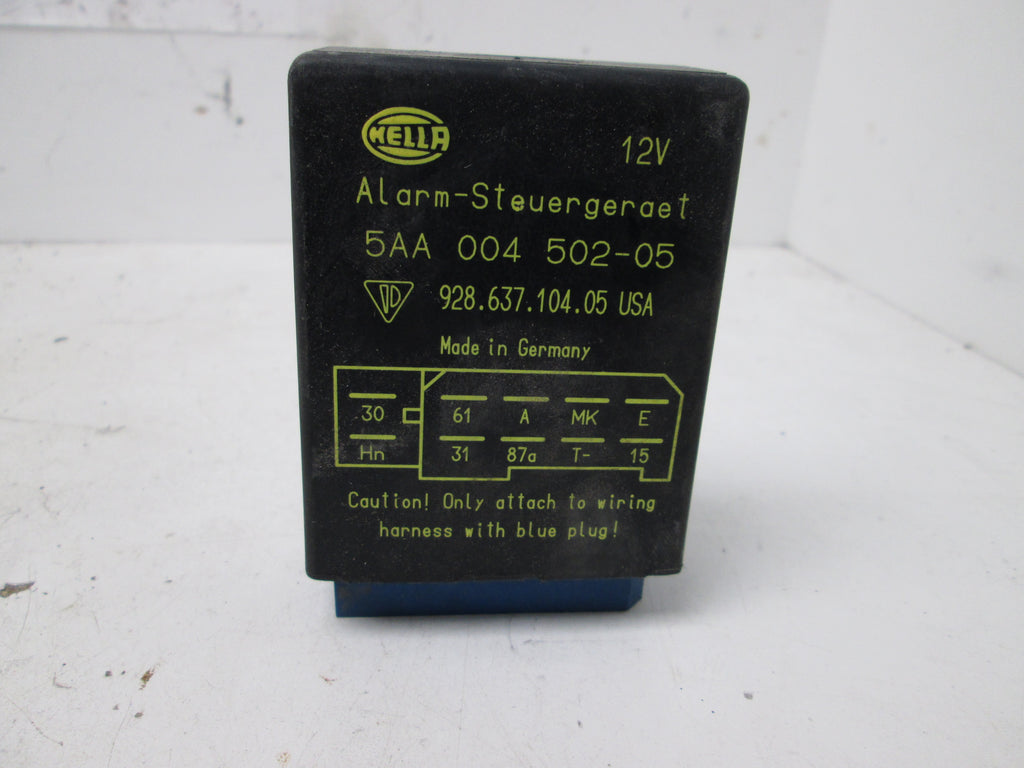 HELLA
12V
Alarm-Steuergeraet
5AA 004 502-05
928.637.104.05 USA
Made in Germany
30 61 A MK E
Hn 31 87a T- 15
Caution! Only attach to wiring
harness with blue plug!